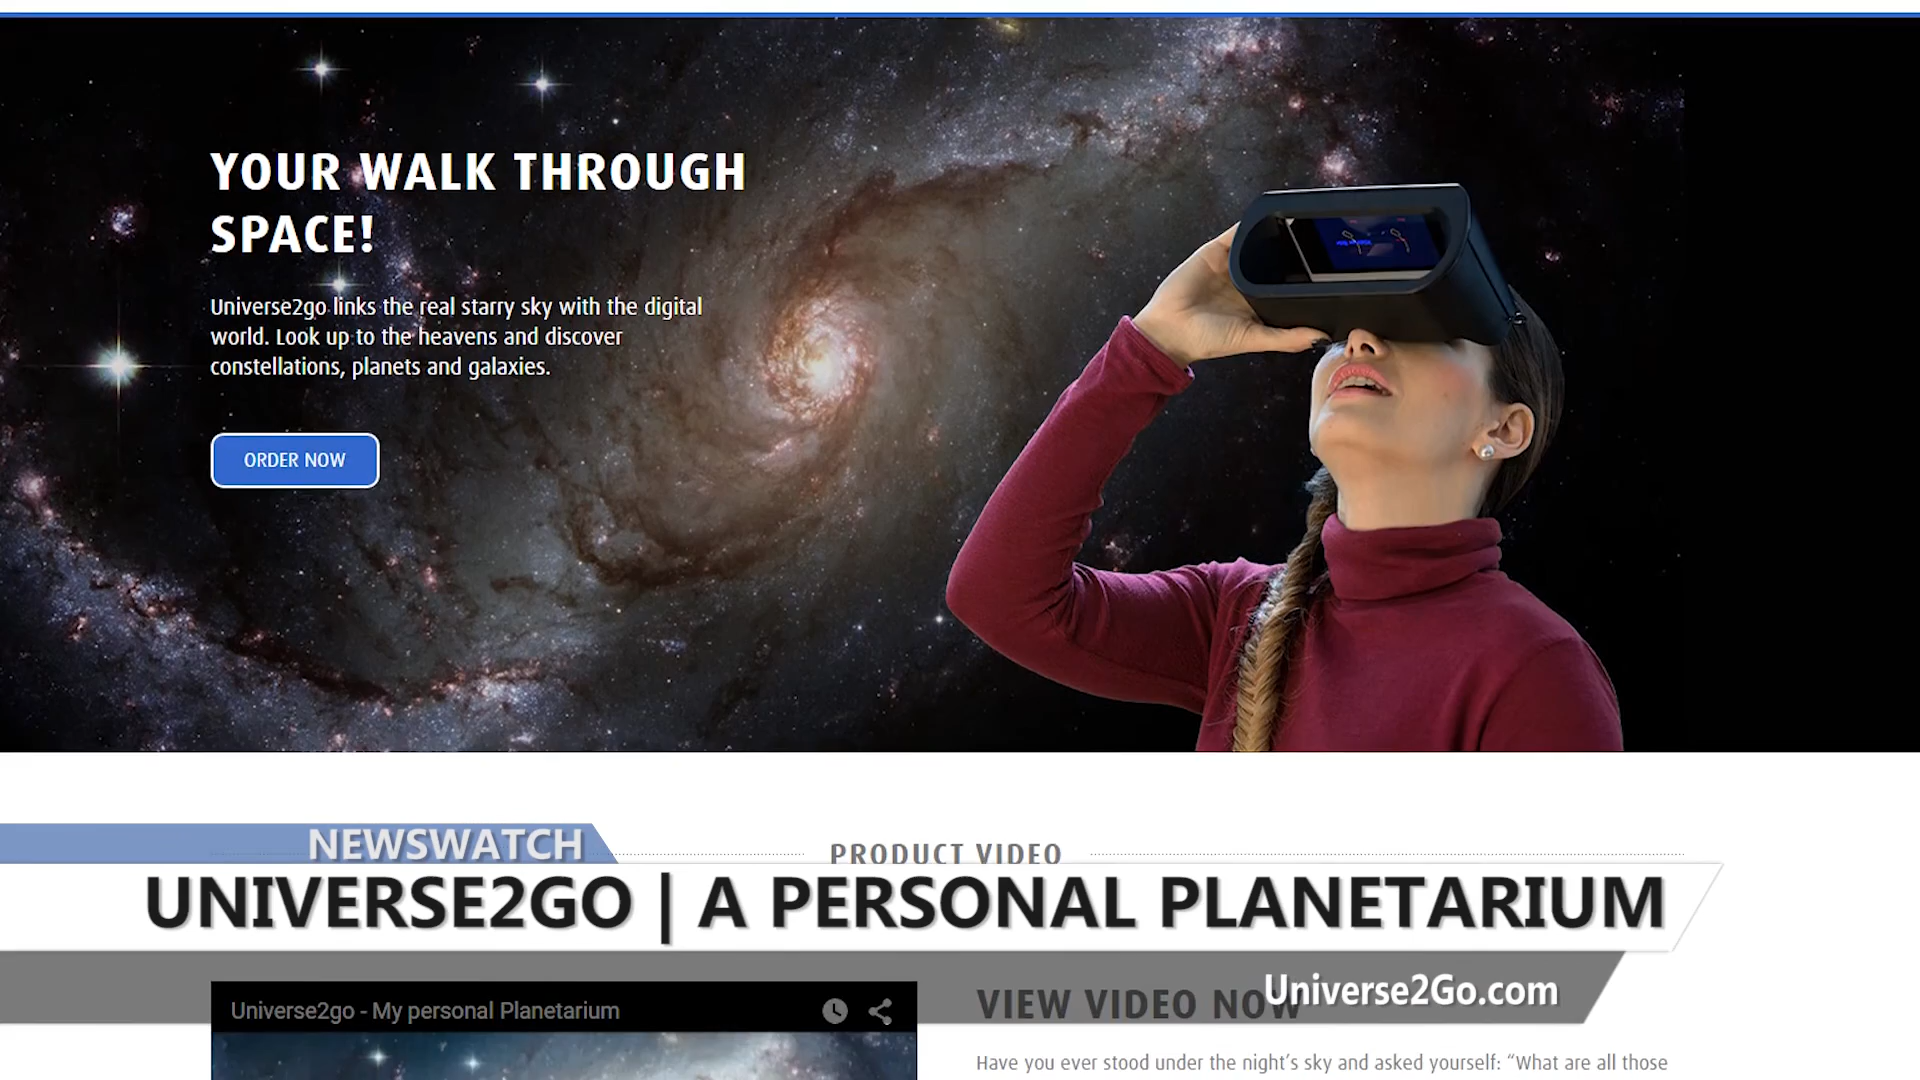 YOUR WALK THROUGH
SPACE!
Universe2go links the real starry sky with the digital
world. Look up to the heavens and discover
constellations, planets and galaxies.
ORDER NOW
NEWSWATCH
PRODUCT VIDEO
UNIVERSE2GO | A PERSONAL PLANETARIUM
Universe2Go.com
Universe2go - My personal Planetarium
VIEW VIDEO NOW
Have you ever stood under the night's sky and asked yourself: “What are all those